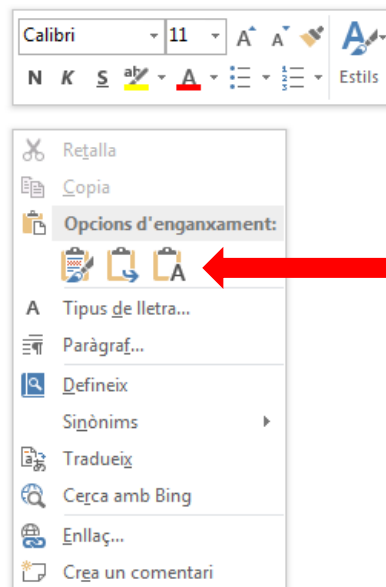 Calibri 11 A A A
N K S ab A Estils
Retalla
Copia
Opcions d'enganxament:
A
A Tipus de lletra...
Paràgraf...
Defineix
Sinònims
Tradueix
Cerca amb Bing
Enllaç...
Crea un comentari